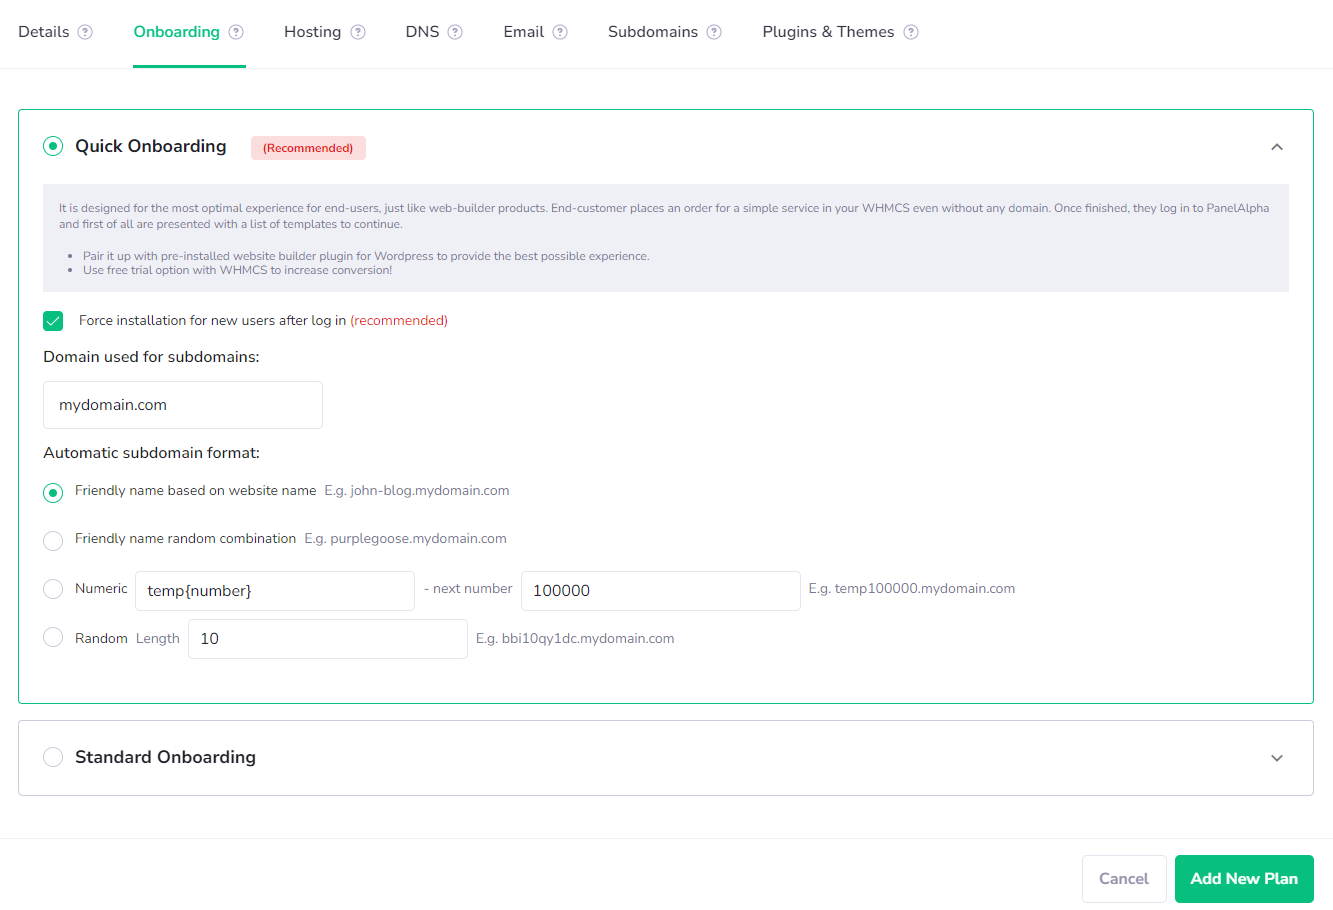 Details Onboarding Hosting DNS Email Subdomains Plugins & Themes
Quick Onboarding (Recommended)
It is designed for the most optimal experience for end-users, just like web-builder products. End-customer places an order for a simple service in your WHMCS even without any domain. Once finished, they log in to PanelAlpha
and first of all are presented with a list of templates to continue.
• Pair it up with pre-installed website builder plugin for Wordpress to provide the best possible experience.
• Use free trial option with WHMCS to increase conversion!
Force installation for new users after log in (recommended)
Domain used for subdomains:
mydomain.com
Automatic subdomain format:
Friendly name based on website name E.g. john-blog.mydomain.com
Friendly name random combination E.g. purplegoose.mydomain.com
Numeric temp{number} - next number 100000 E.g. temp100000.mydomain.com
Random Length 10 E.g. bbi10qy1dc.mydomain.com
Standard Onboarding
Cancel Add New Plan